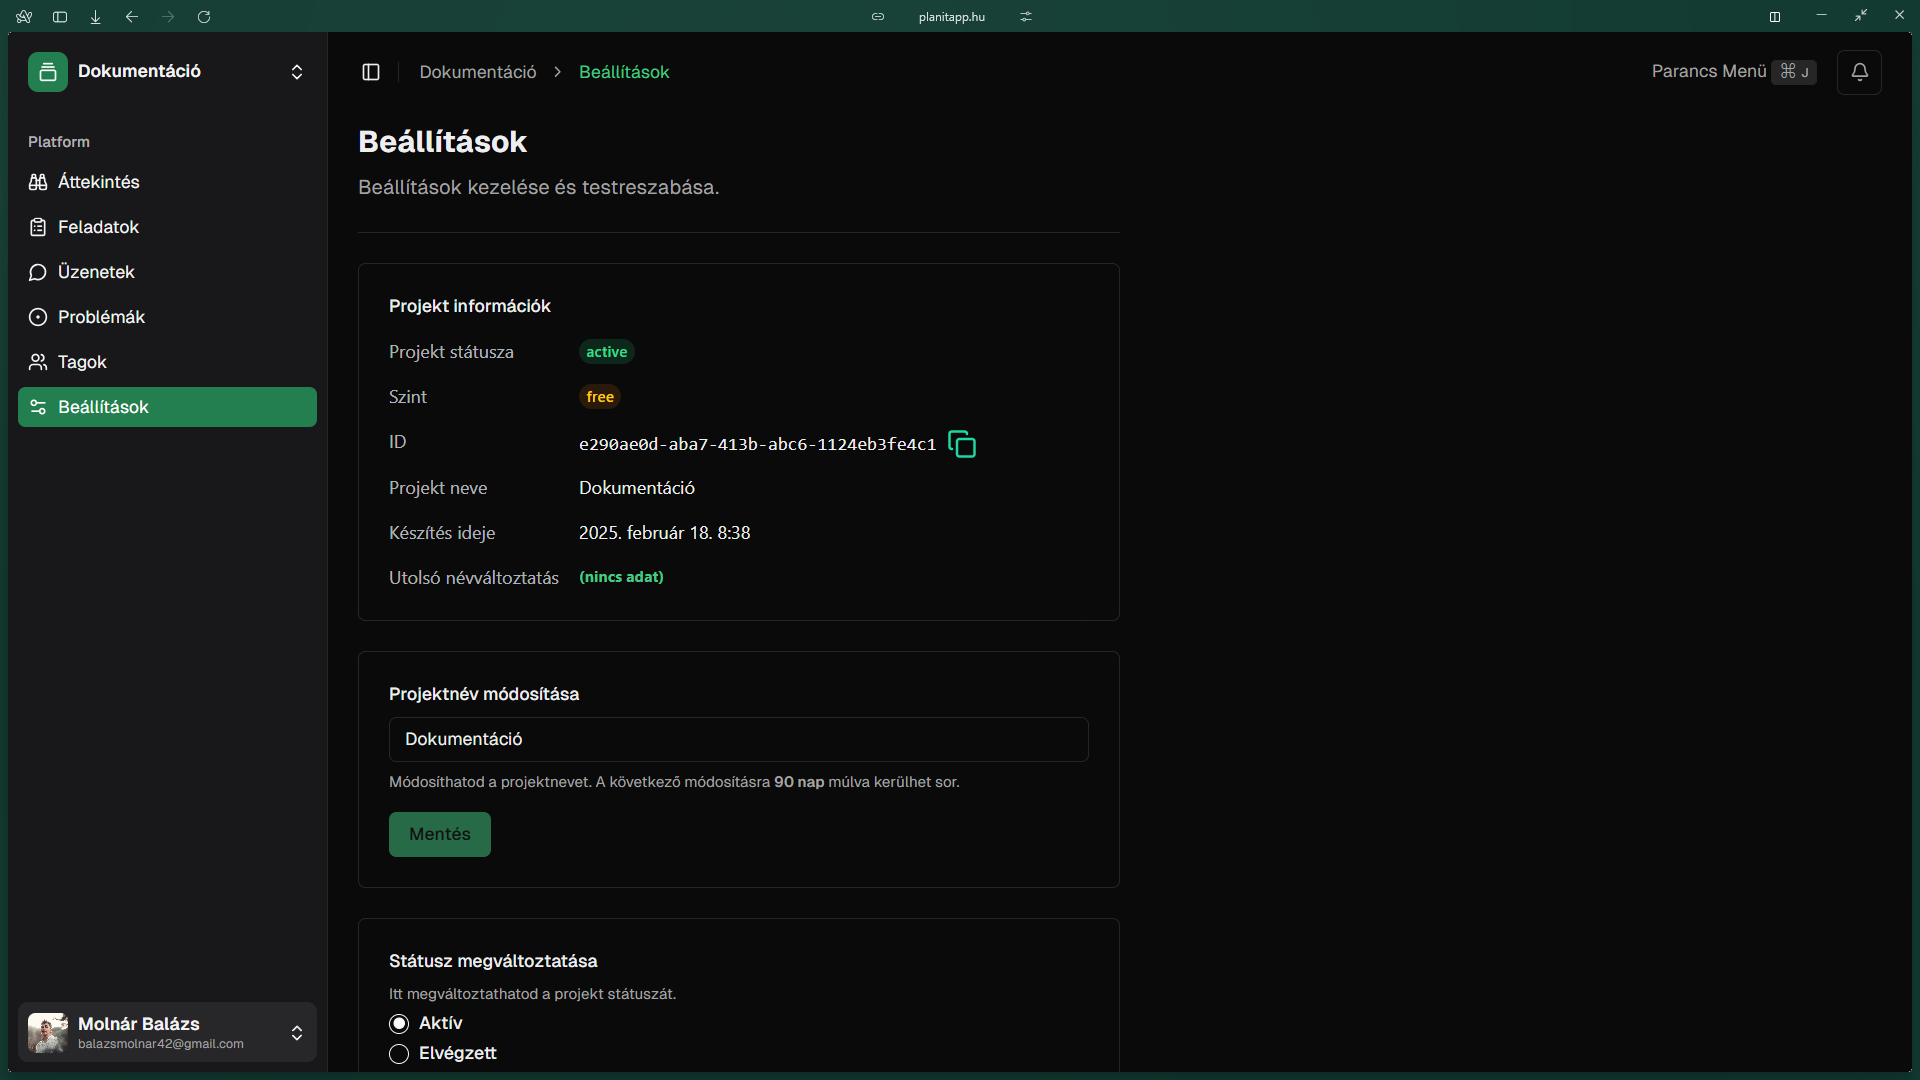 planitapp.hu
Dokumentáció
Platform
Áttekintés
Feladatok
Üzenetek
Problémák
Tagok
Beállítások
Molnár Balázs
balazsmolnar42@gmail.com
Dokumentáció > Beállítások
Parancs Menü ⌘ J
Beállítások
Beállítások kezelése és testreszabása.
Projekt információk
Projekt státusza active
Szint free
ID e290ae0d-aba7-413b-abc6-1124eb3fe4c1
Projekt neve Dokumentáció
Készítés ideje 2025. február 18. 8:38
Utolsó névváltoztatás (nincs adat)
Projektnév módosítása
Dokumentáció
Módosíthatod a projektnevet. A következő módosításra 90 nap múlva kerülhet sor.
Mentés
Státusz megváltoztatása
Itt megváltoztathatod a projekt státuszát.
Aktív
Elvégzett